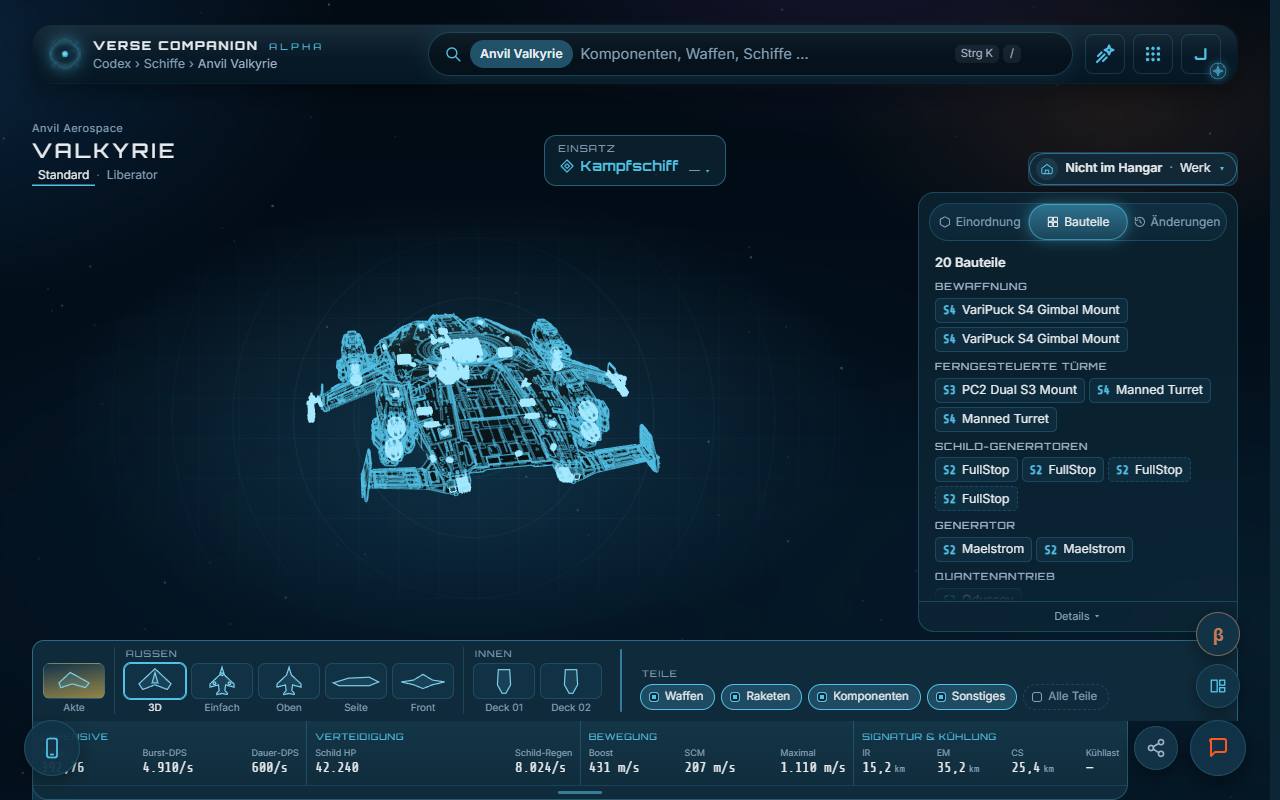 VERSE COMPANION ALPHA
Codex › Schiffe › Anvil Valkyrie
Anvil Valkyrie Komponenten, Waffen, Schiffe ... Strg K /
Anvil Aerospace
VALKYRIE
Standard · Liberator
EINSATZ
Kampfschiff
Nicht im Hangar · Werk
Einordnung Bauteile Änderungen
20 Bauteile
BEWAFFNUNG
S4 VariPuck S4 Gimbal Mount
S4 VariPuck S4 Gimbal Mount
FERNGESTEUERTE TÜRME
S3 PC2 Dual S3 Mount S4 Manned Turret
S4 Manned Turret
SCHILD-GENERATOREN
S2 FullStop S2 FullStop S2 FullStop
S2 FullStop
GENERATOR
S2 Maelstrom S2 Maelstrom
QUANTENANTRIEB
S2 Odyssey
Details
β
AUSSEN INNEN
Akte 3D Einfach Oben Seite Front Deck 01 Deck 02
TEILE
Waffen Raketen Komponenten Sonstiges Alle Teile
VERTEIDIGUNG BEWEGUNG SIGNATUR & KÜHLUNG
Burst-DPS Dauer-DPS Schild HP Schild-Regen Boost SCM Maximal IR EM CS Kühllast
4.910/s 600/s 42.240 8.024/s 431 m/s 207 m/s 1.110 m/s 15,2 km 35,2 km 25,4 km –